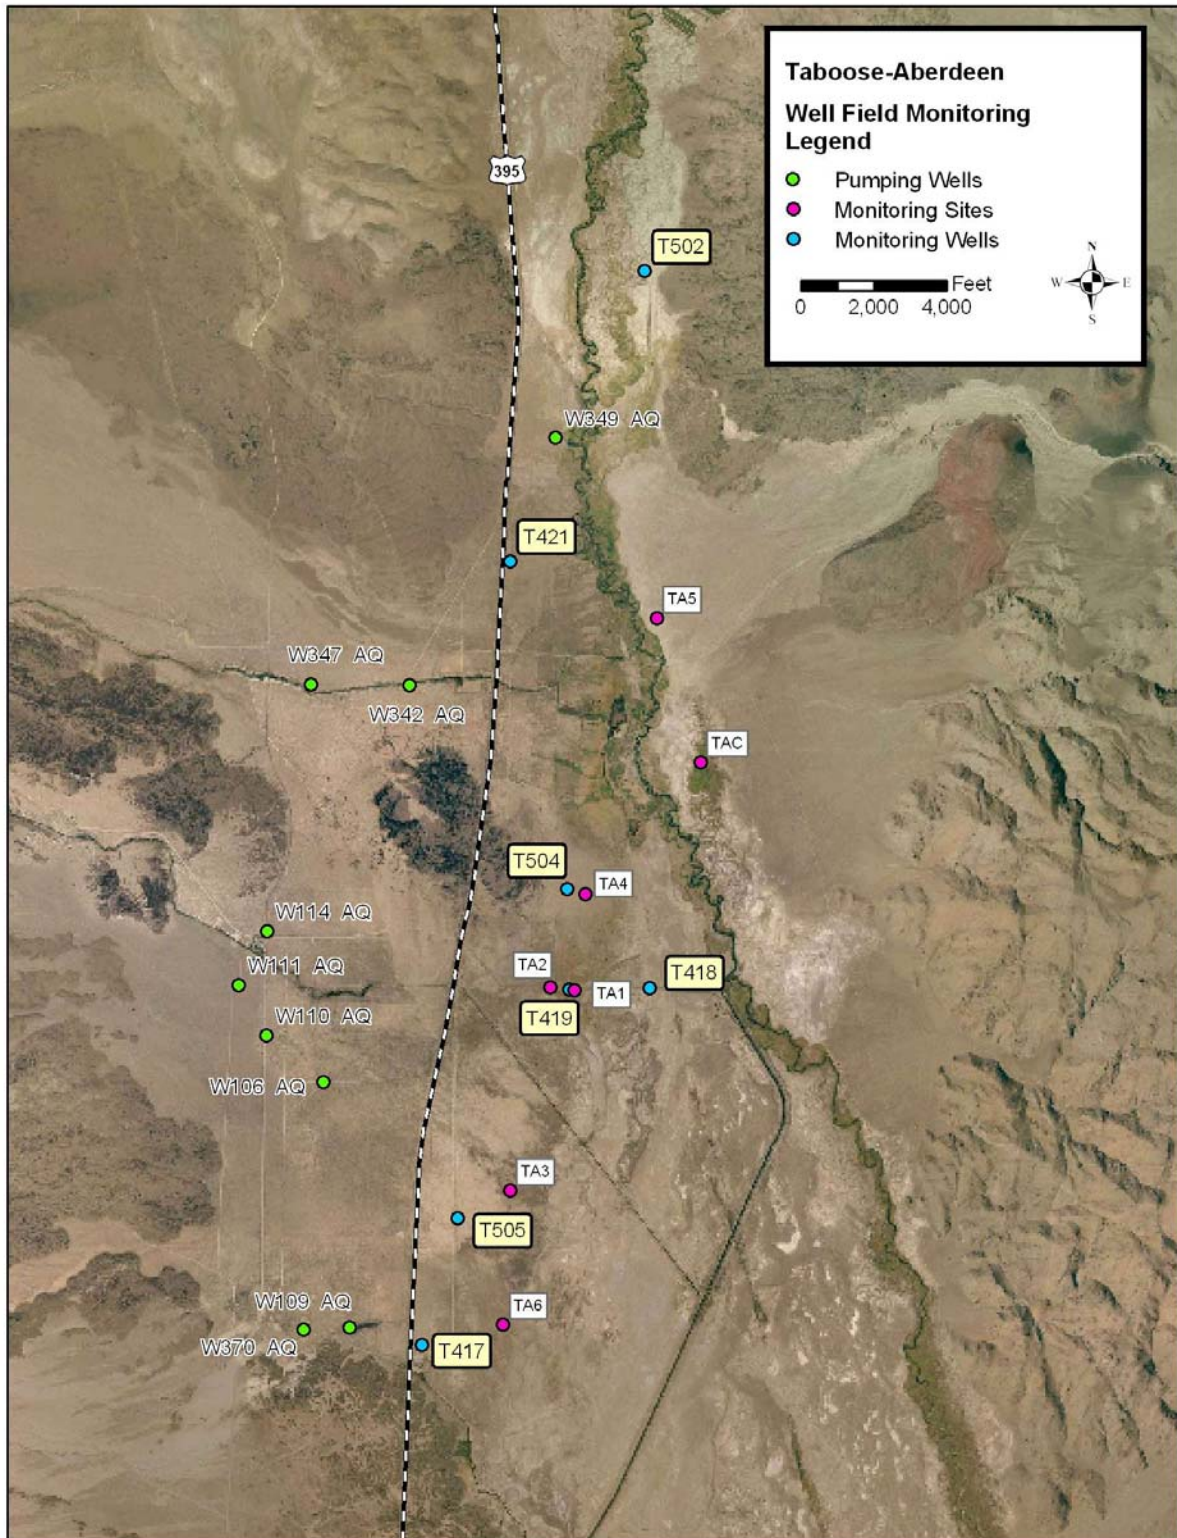 Taboose-Aberdeen
Well Field Monitoring
Legend
Pumping Wells
Monitoring Sites
Monitoring Wells
Feet
0 2,000 4,000
N
W E
S
395
T502
W349 AQ
T421
TA5
W347 AQ
W342 AQ
TAC
T504
TA4
W114 AQ
W111 AQ
TA2
T418
TA1
T419
W110 AQ
W106 AQ
TA3
T505
W109 AQ
TA6
W370 AQ
T417